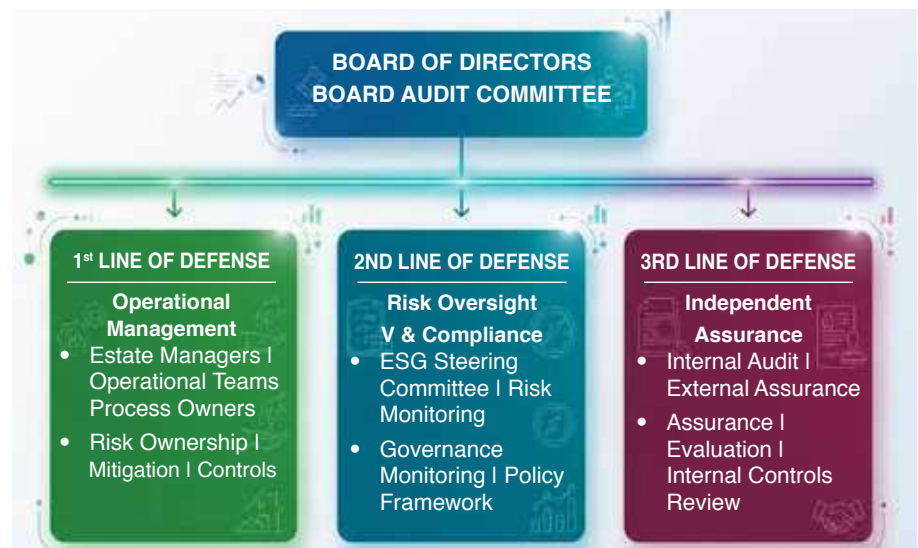 BOARD OF DIRECTORS
BOARD AUDIT COMMITTEE
1st LINE OF DEFENSE
Operational
Management
• Estate Managers |
Operational Teams
Process Owners
• Risk Ownership |
Mitigation | Controls
2ND LINE OF DEFENSE
Risk Oversight
V & Compliance
• ESG Steering
Committee | Risk
Monitoring
• Governance
Monitoring | Policy
Framework
3RD LINE OF DEFENSE
Independent
Assurance
• Internal Audit |
External Assurance
• Assurance |
Evaluation |
Internal Controls
Review